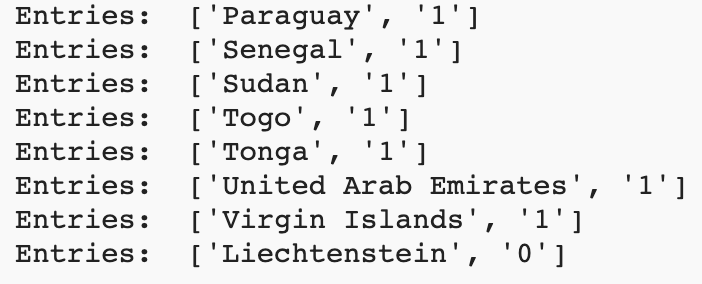 Entries:  ['Paraguay', '1']
Entries:  ['Senegal', '1']
Entries:  ['Sudan', '1']
Entries:  ['Togo', '1']
Entries:  ['Tonga', '1']
Entries:  ['United Arab Emirates', '1']
Entries:  ['Virgin Islands', '1']
Entries:  ['Liechtenstein', '0']